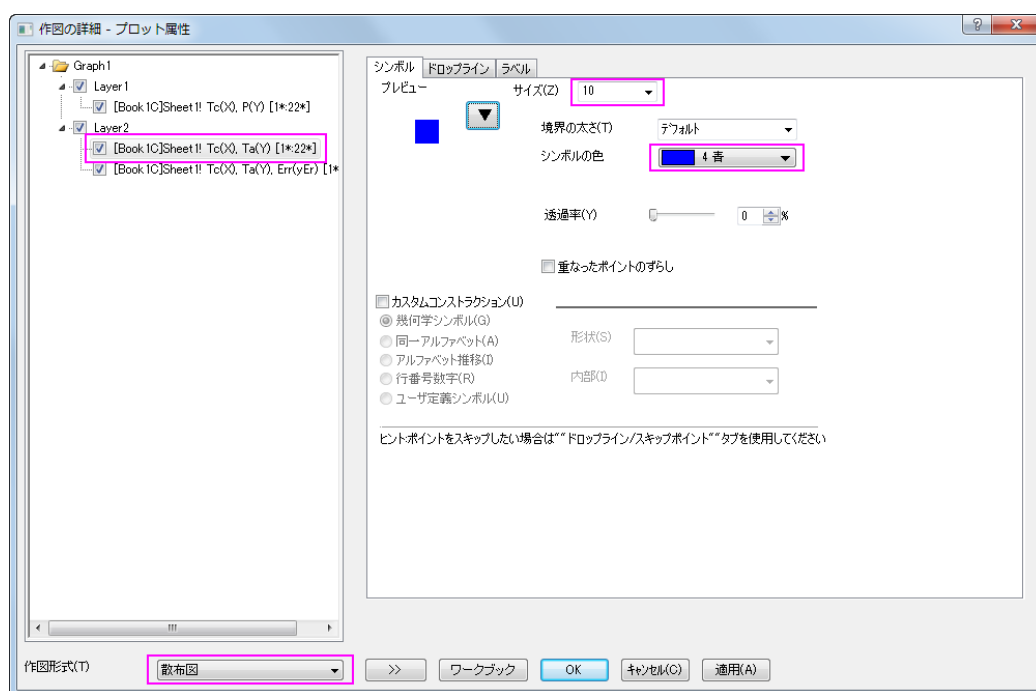 作図の詳細 - プロット属性
Graph1
Layer1
[Book1C]Sheet1! Tc(X), P(Y) [1*:22*]
Layer2
[Book1C]Sheet1! Tc(X), Ta(Y) [1*:22*]
[Book1C]Sheet1! Tc(X), Ta(Y), Err(yEr) [1*
シンボル ドロップライン ラベル
プレビュー
サイズ(Z) 10
境界の太さ(T) デフォルト
シンボルの色 4 青
透過率(Y) 0 %
重なったポイントのずらし
カスタムコンストラクション(U)
幾何学シンボル(G)
同一アルファベット(A)
アルファベット推移(I)
行番号数字(R)
ユーザ定義シンボル(U)
形状(S)
内部(I)
ヒント:ポイントをスキップしたい場合は""ドロップライン/スキップポイント""タブを使用してください
作図形式(T) 散布図 >> ワークブック OK キャンセル(C) 適用(A)